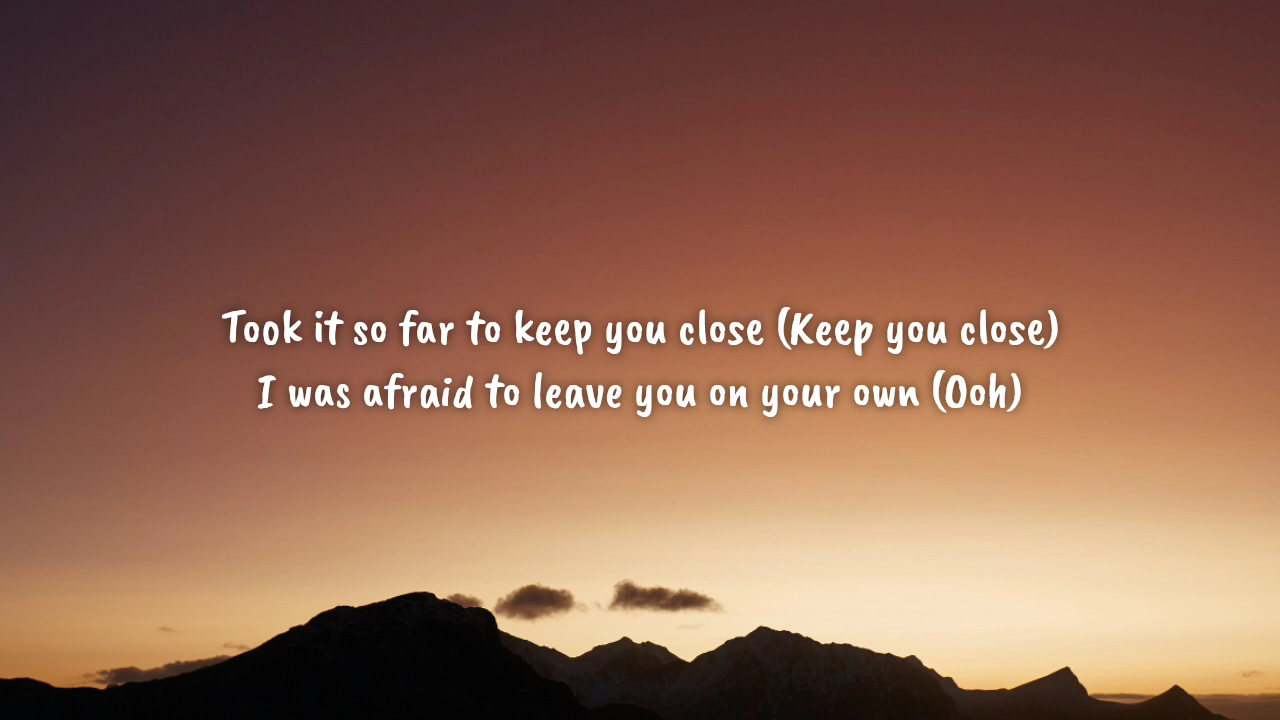 Took it so far to keep you close (Keep you close)
I was afraid to leave you on your own (Ooh)